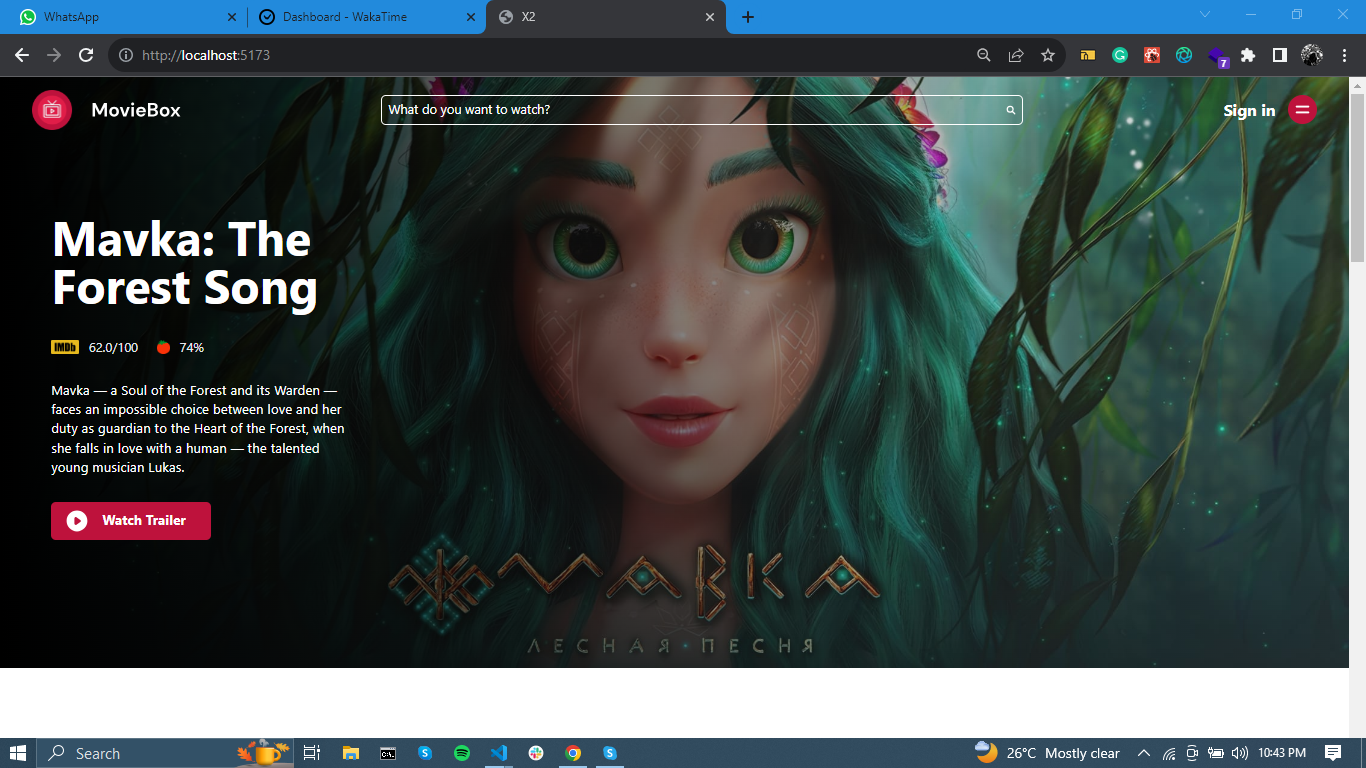 WhatsApp
Dashboard - WakaTime
X2
http://localhost:5173
7
MovieBox
What do you want to watch?
Sign in
Mavka: The
Forest Song
IMDb 62.0/100 74%
Mavka — a Soul of the Forest and its Warden —
faces an impossible choice between love and her
duty as guardian to the Heart of the Forest, when
she falls in love with a human — the talented
young musician Lukas.
Watch Trailer
МАВКА
ЛЕСНАЯ ПЕСНЯ
Search
26°C Mostly clear
10:43 PM